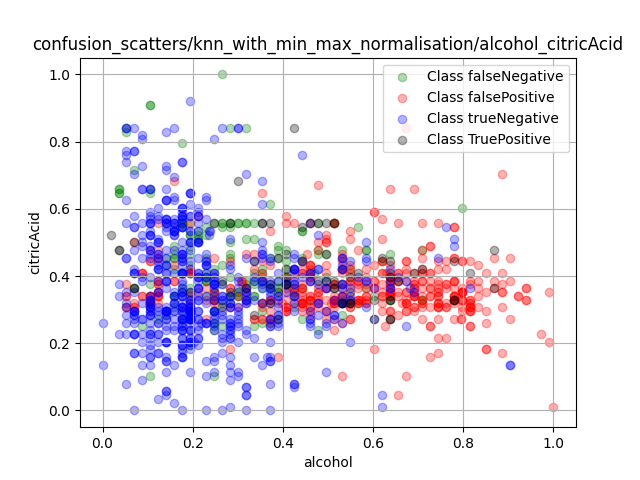 confusion_scatters/knn_with_min_max_normalisation/alcohol_citricAcid
Class falseNegative
Class falsePositive
Class trueNegative
Class TruePositive
citricAcid
1.0
0.8
0.6
0.4
0.2
0.0
0.0 0.2 0.4 0.6 0.8 1.0
alcohol